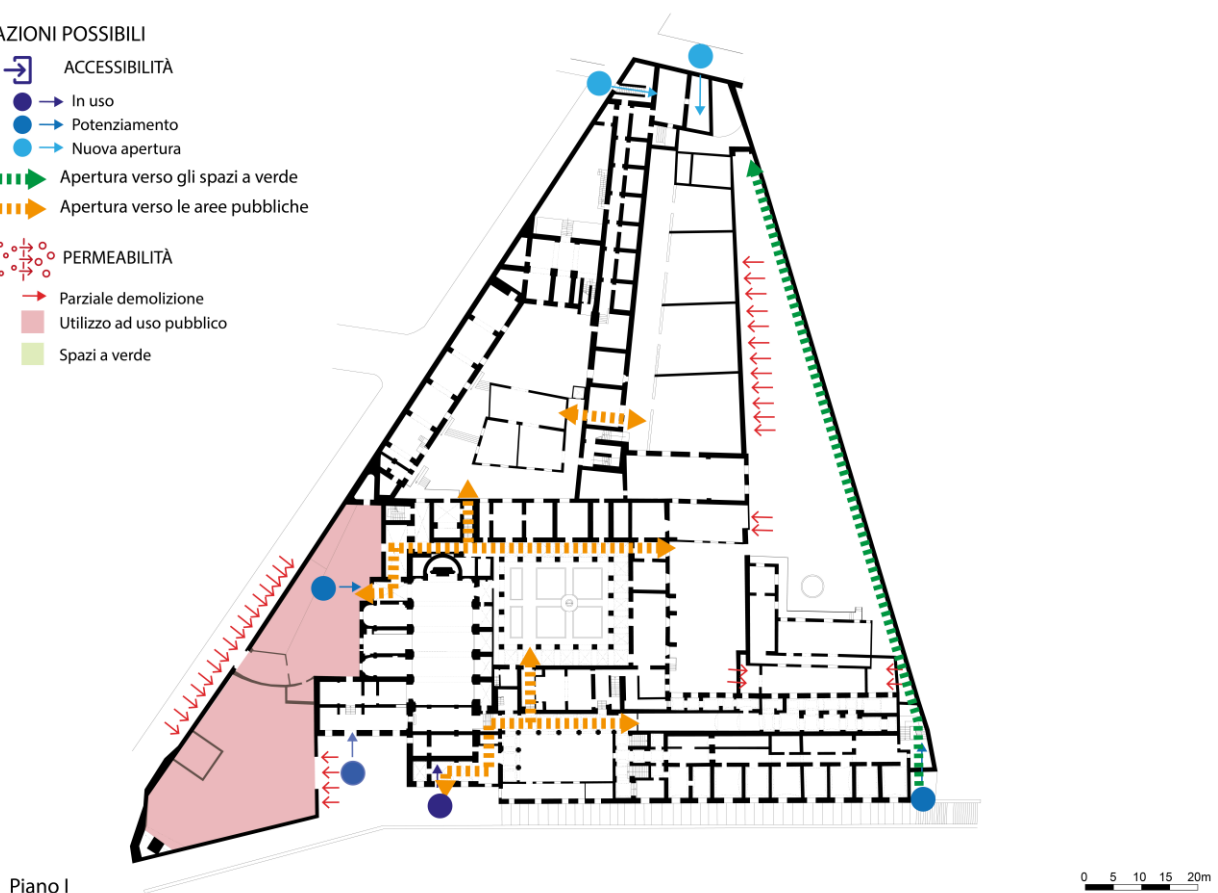 AZIONI POSSIBILI
ACCESSIBILITÀ
In uso
Potenziamento
Nuova apertura
Apertura verso gli spazi a verde
Apertura verso le aree pubbliche
PERMEABILITÀ
Parziale demolizione
Utilizzo ad uso pubblico
Spazi a verde
Piano I
0 5 10 15 20m